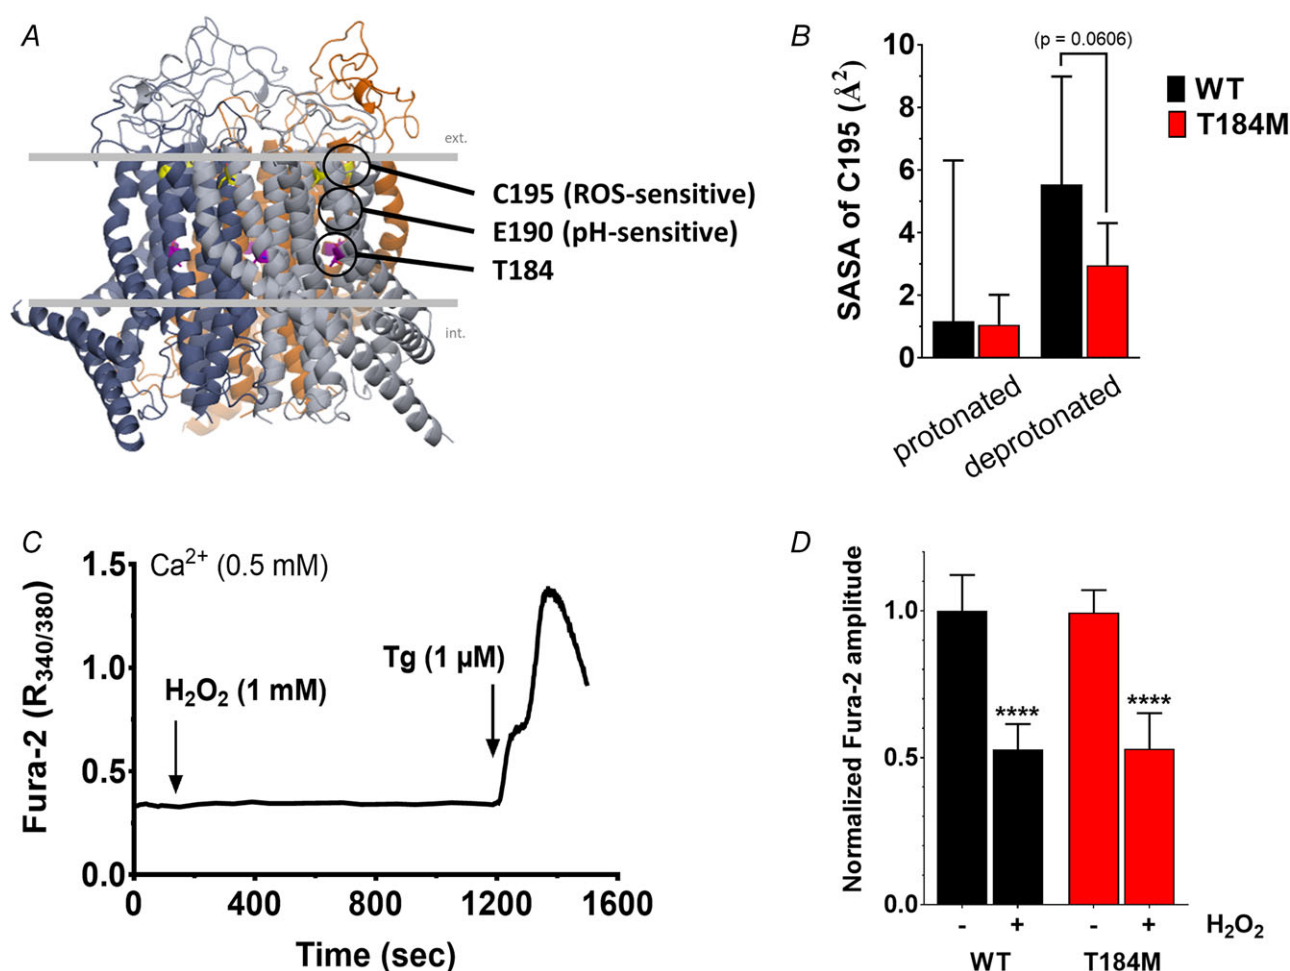 A
ext.
C195 (ROS-sensitive)
E190 (pH-sensitive)
T184
int.
B
(p = 0.0606)
SASA of C195 (Å²)
10
8
6
4
2
0
protonated
deprotonated
WT
T184M
C
Ca²⁺ (0.5 mM)
H₂O₂ (1 mM)
Tg (1 µM)
Fura-2 (R₃₄₀/₃₈₀)
1.5
1.0
0.5
0.0
0 400 800 1200 1600
Time (sec)
D
Normalized Fura-2 amplitude
1.0
0.5
0.0
**** ****
- + - + H₂O₂
WT T184M